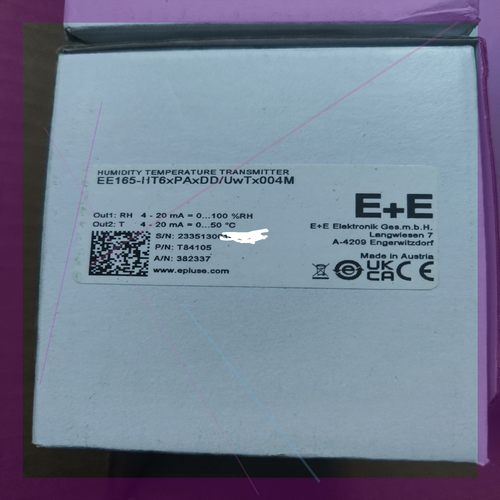 HUMIDITY TEMPERATURE TRANSMITTER
EE165-HT6xPAxDD/UwTx004M
Out1: RH 4 - 20 mA = 0...100 %RH
Out2: T 4 - 20 mA = 0...50 °C
S/N: 23351300
P/N: T84105
A/N: 382337
www.epluse.com
E+E
E+E Elektronik Ges.m.b.H.
Langwiesen 7
A-4209 Engerwitzdorf
Made in Austria
UK
CA
CE